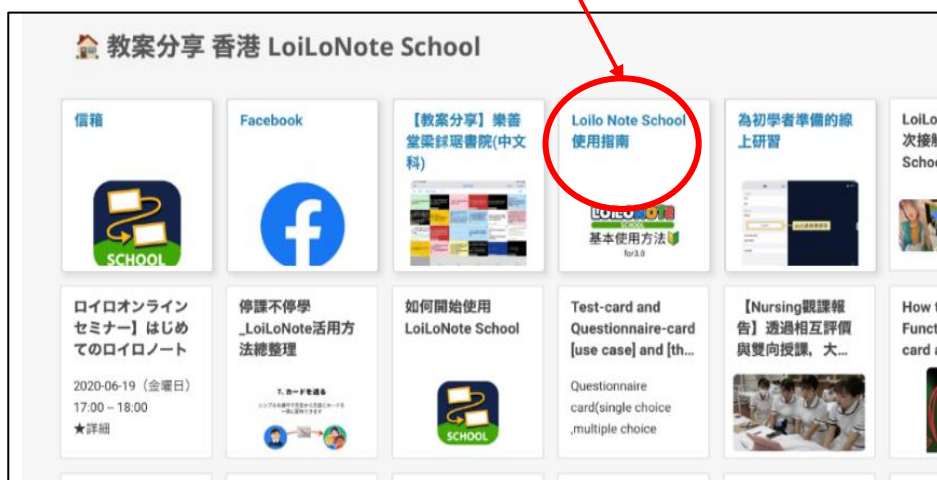 教案分享 香港 LoiLoNote School
信箱
SCHOOL
Facebook
【教案分享】樂善
堂梁銶琚書院(中文
科)
Loilo Note School
使用指南
LOILONOTE
SCHOOL
基本使用方法
for3.0
為初學者準備的線
上研習
LoiLo
次接觸
Schoo
ロイロオンライン
セミナー】はじめ
てのロイロノート
2020-06-19（金曜日）
17:00 – 18:00
★詳細
停課不停學
_LoiLoNote活用方
法總整理
7. カードを送る
如何開始使用
LoiLoNote School
SCHOOL
Test-card and
Questionnaire-card
[use case] and [th...
Questionnaire
card(single choice
,multiple choice
【Nursing觀課報
告】透過相互評價
與雙向授課，大...
How t
Funct
card a